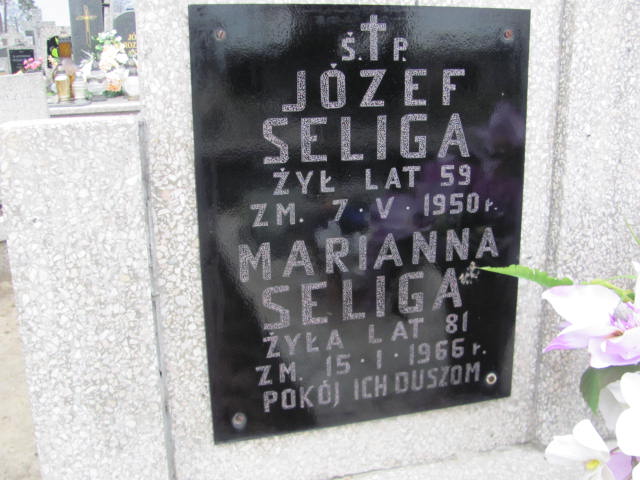 Ś. P.
JÓZEF
SELIGA
ŻYŁ LAT 59
ZM. 7·V·1950 r.
MARIANNA
SELIGA
ŻYŁA LAT 81
ZM. 15·I·1966 r.
POKÓJ ICH DUSZOM